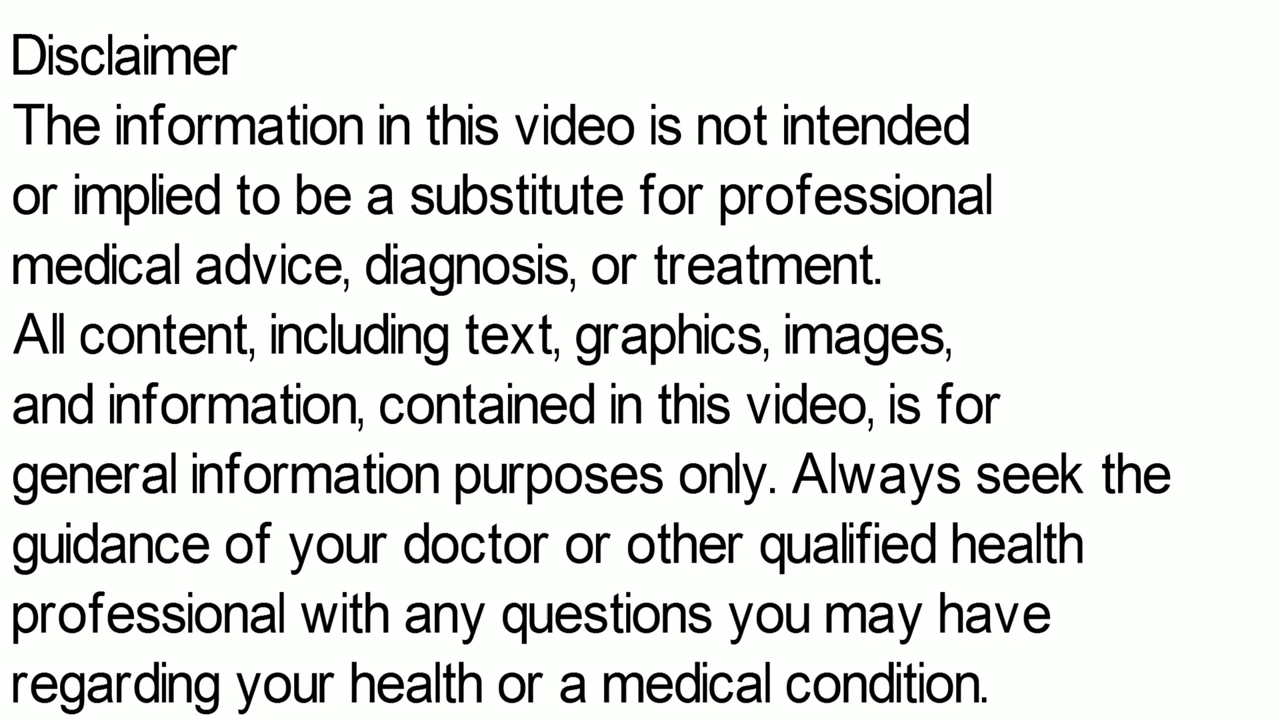 Disclaimer
The information in this video is not intended
or implied to be a substitute for professional
medical advice, diagnosis, or treatment.
All content, including text, graphics, images,
and information, contained in this video, is for
general information purposes only. Always seek the
guidance of your doctor or other qualified health
professional with any questions you may have
regarding your health or a medical condition.